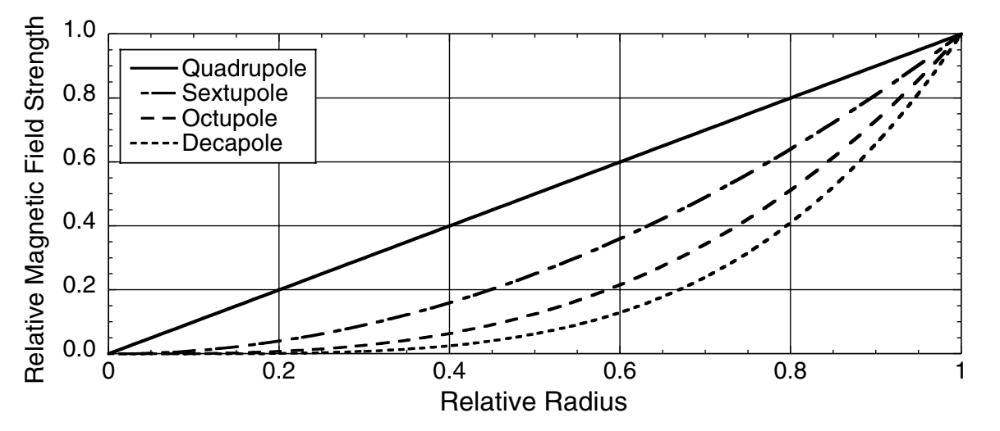 Relative Magnetic Field Strength
1.0
0.8
0.6
0.4
0.2
0.0
Quadrupole
Sextupole
Octupole
Decapole
0 0.2 0.4 0.6 0.8 1
Relative Radius